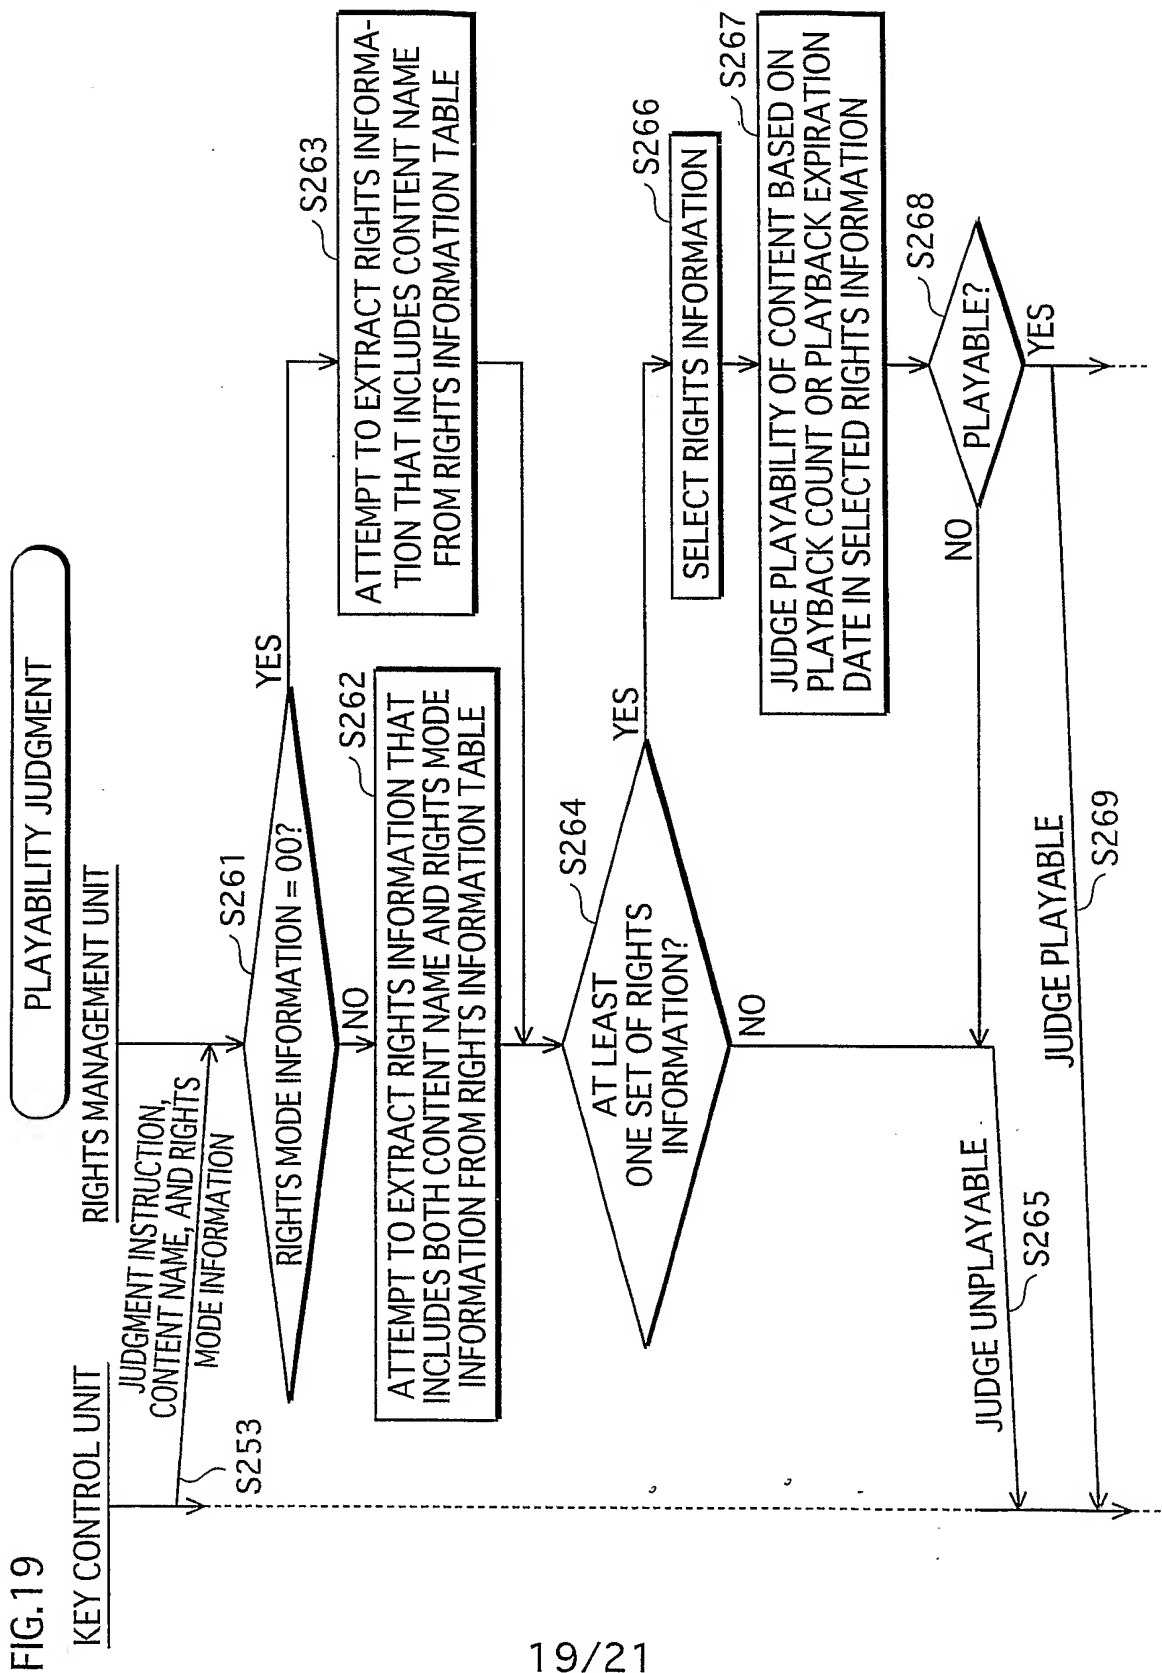 FIG.19
PLAYABILITY JUDGMENT
KEY CONTROL UNIT
RIGHTS MANAGEMENT UNIT
JUDGMENT INSTRUCTION,
CONTENT NAME, AND RIGHTS
MODE INFORMATION
S253
S261
RIGHTS MODE INFORMATION = 00?
YES
NO
S263
ATTEMPT TO EXTRACT RIGHTS INFORMA-
TION THAT INCLUDES CONTENT NAME
FROM RIGHTS INFORMATION TABLE
S262
ATTEMPT TO EXTRACT RIGHTS INFORMATION THAT
INCLUDES BOTH CONTENT NAME AND RIGHTS MODE
INFORMATION FROM RIGHTS INFORMATION TABLE
S264
AT LEAST
ONE SET OF RIGHTS
INFORMATION?
YES
NO
S266
SELECT RIGHTS INFORMATION
S267
JUDGE PLAYABILITY OF CONTENT BASED ON
PLAYBACK COUNT OR PLAYBACK EXPIRATION
DATE IN SELECTED RIGHTS INFORMATION
S268
PLAYABLE?
NO
YES
JUDGE UNPLAYABLE
S265
JUDGE PLAYABLE
S269
19/21